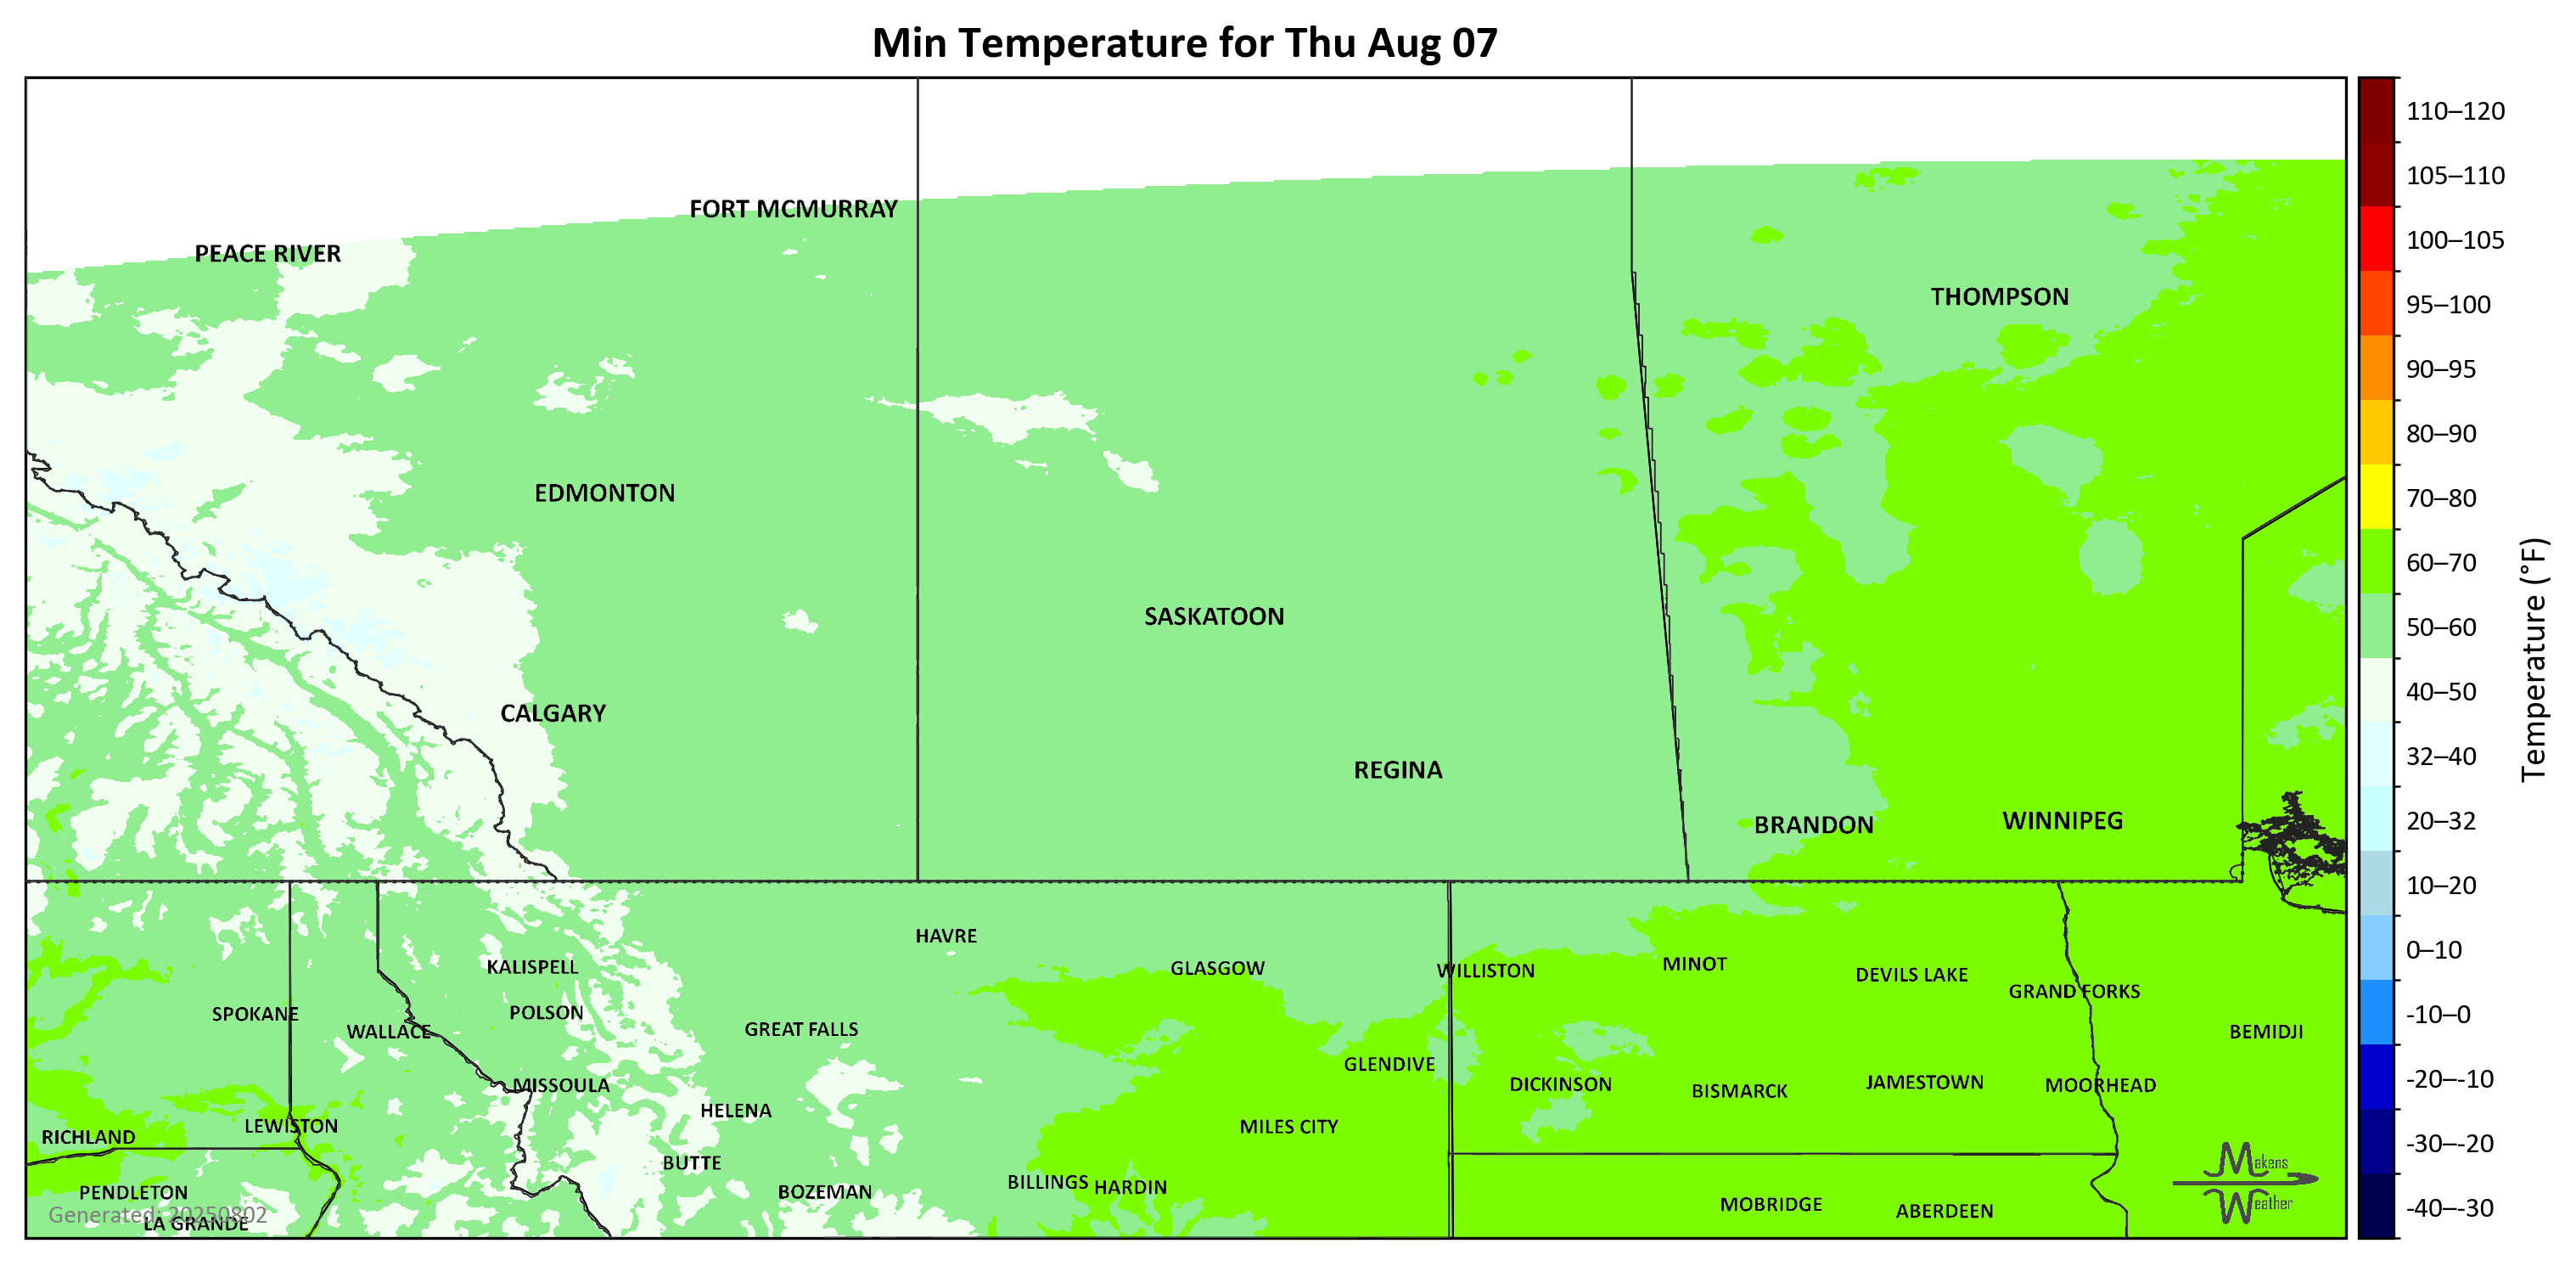 Min Temperature for Thu Aug 07
110–120
105–110
FORT MCMURRAY
100–105
PEACE RIVER
THOMPSON
95–100
90–95
80–90
EDMONTON
70–80
60–70
SASKATOON
50–60
Temperature (°F)
CALGARY
40–50
REGINA
32–40
BRANDON
WINNIPEG
20–32
10–20
HAVRE
0–10
KALISPELL
GLASGOW
WILLISTON
MINOT
DEVILS LAKE
GRAND FORKS
SPOKANE
POLSON
-10–0
WALLACE
GREAT FALLS
BEMIDJI
GLENDIVE
-20–-10
MISSOULA
DICKINSON
BISMARCK
JAMESTOWN
MOORHEAD
HELENA
LEWISTON
MILES CITY
RICHLAND
-30–-20
BUTTE
Makens
Weather
PENDLETON
BOZEMAN
BILLINGS
HARDIN
MOBRIDGE
ABERDEEN
-40–-30
Generated: 20250802
LA GRANDE